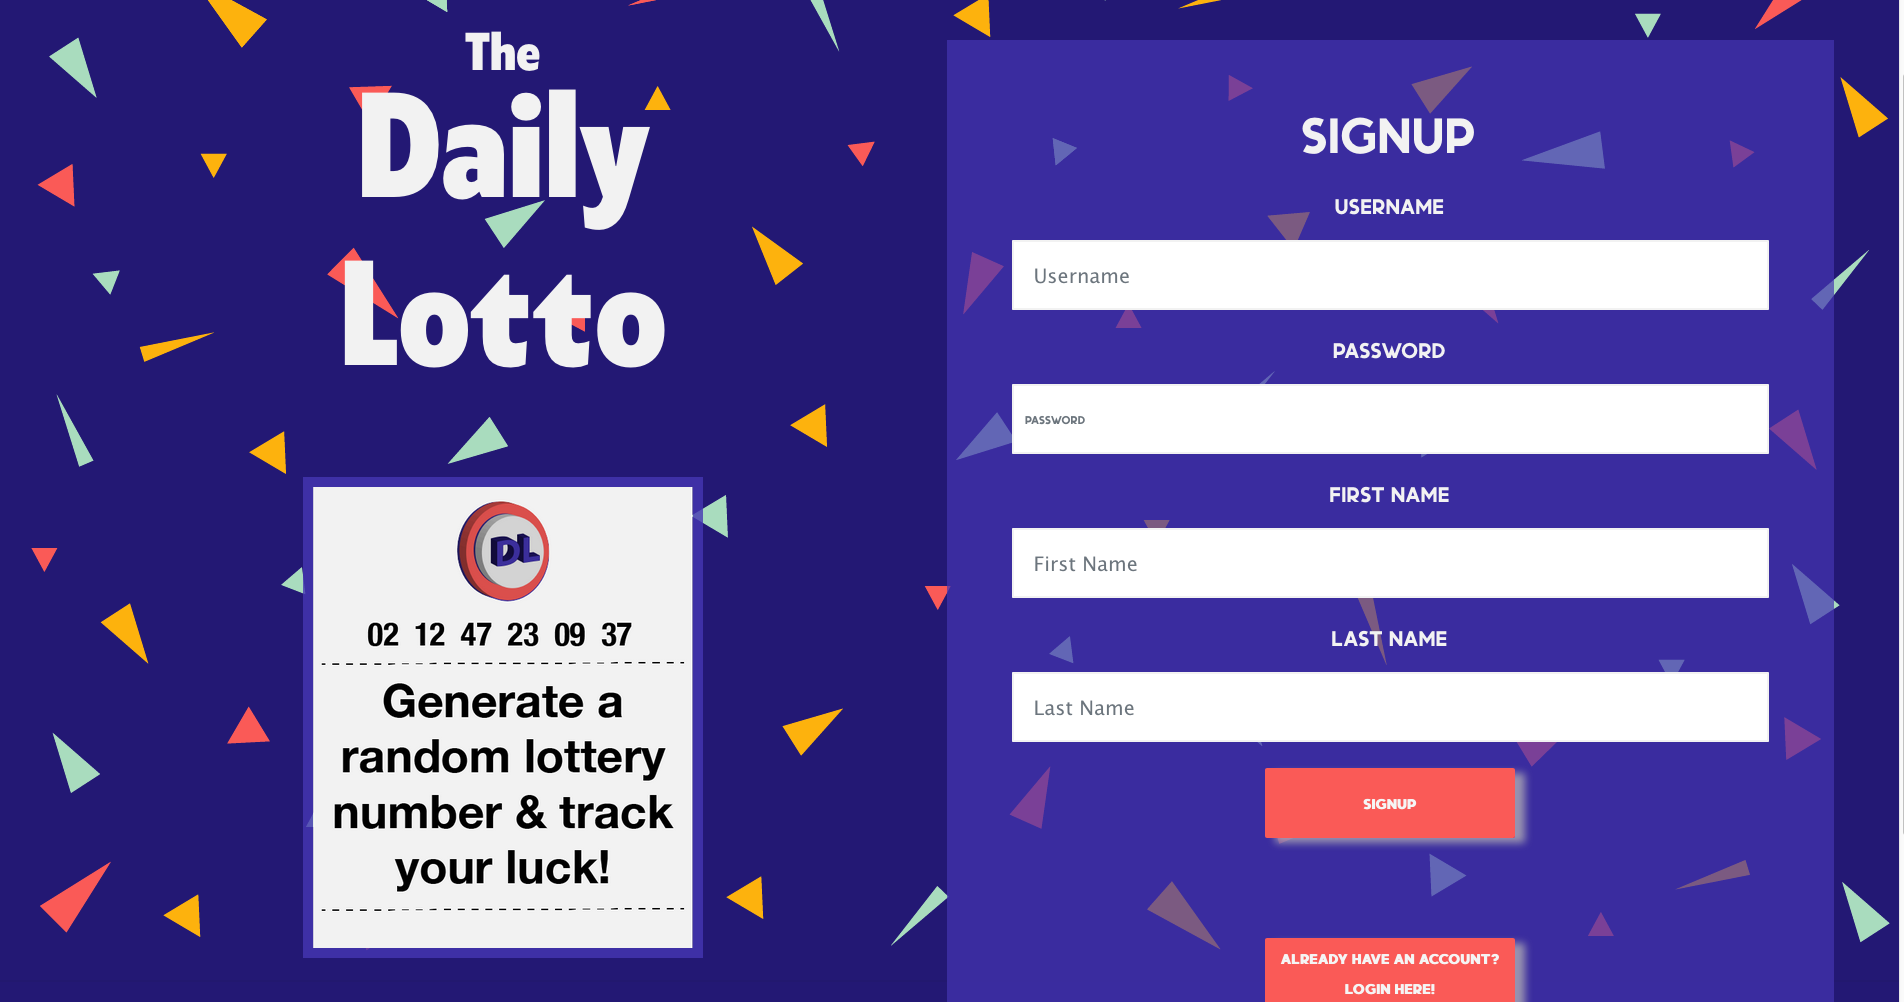 The
Daily
Lotto
DL
02 12 47 23 09 37
Generate a
random lottery
number & track
your luck!
SIGNUP
USERNAME
Username
PASSWORD
PASSWORD
FIRST NAME
First Name
LAST NAME
Last Name
SIGNUP
ALREADY HAVE AN ACCOUNT?
LOGIN HERE!